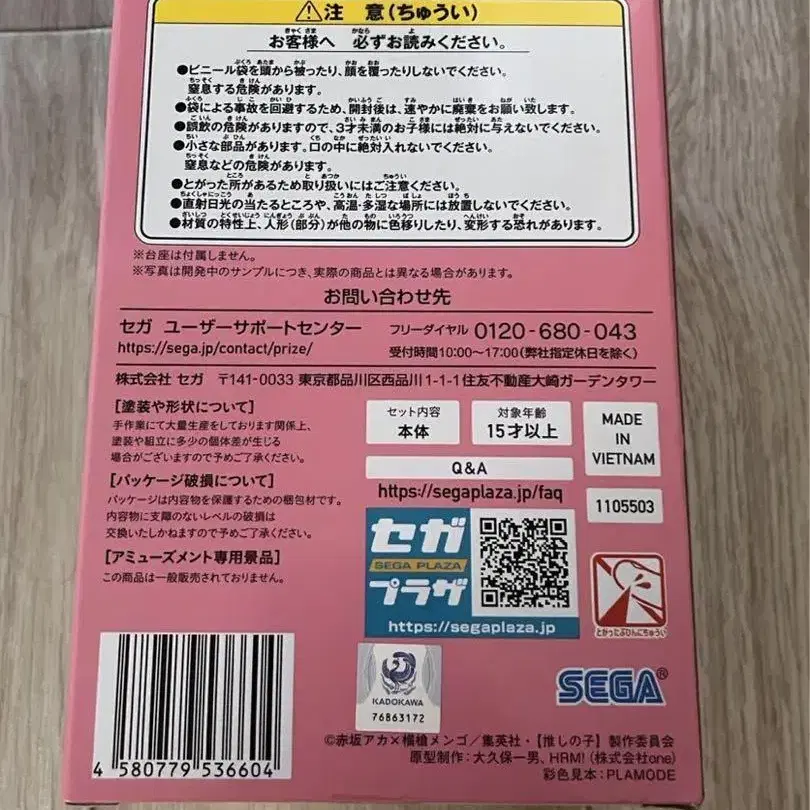 注 意（ちゅうい）
お客様へ 必ずお読みください。
●ビニール袋を頭から被ったり、顔を覆ったりしないでください。
窒息する危険があります。
●袋による事故を回避するため、開封後は、速やかに廃棄をお願い致します。
●誤飲の危険がありますので、3才未満のお子様には絶対に与えないでください。
●小さな部品があります。口の中に絶対入れないでください。
窒息などの危険があります。
●とがった所があるため取り扱いにはご注意ください。
●直射日光の当たるところや、高温・多湿な場所には放置しないでください。
●材質の特性上、人形（部分）が他の物に色移りしたり、変形する恐れがあります。
※台座は付属しません。
※写真は開発中のサンプルにつき、実際の商品とは異なる場合があります。
お問い合わせ先
セガ ユーザーサポートセンター
フリーダイヤル 0120-680-043
https://sega.jp/contact/prize/
受付時間10:00〜17:00（弊社指定休日を除く）
株式会社 セガ 〒141-0033 東京都品川区西品川1-1-1住友不動産大崎ガーデンタワー
［塗装や形状について］
手作業にて大量生産をしております関係上、
塗装や組立に多少の個体差が生じる
場合がございますので予めご了承ください。
［パッケージ破損について］
パッケージは内容物を保護するための梱包材です。
内容物に支障のないレベルの破損は
交換いたしかねますので予めご了承ください。
［アミューズメント専用景品］
この商品は一般販売されておりません。
セット内容
本体
対象年齢
15才以上
MADE
IN
VIETNAM
Q&A
https://segaplaza.jp/faq
1105503
セガ
SEGA PLAZA
プラザ
https://segaplaza.jp
とがったぶひんにちゅうい
KADOKAWA
76863172
SEGA®
4 580779 536604
©赤坂アカ×横槍メンゴ／集英社・【推しの子】製作委員会
原型制作：大久保一男、HRM!（株式会社one）
彩色見本：PLAMODE